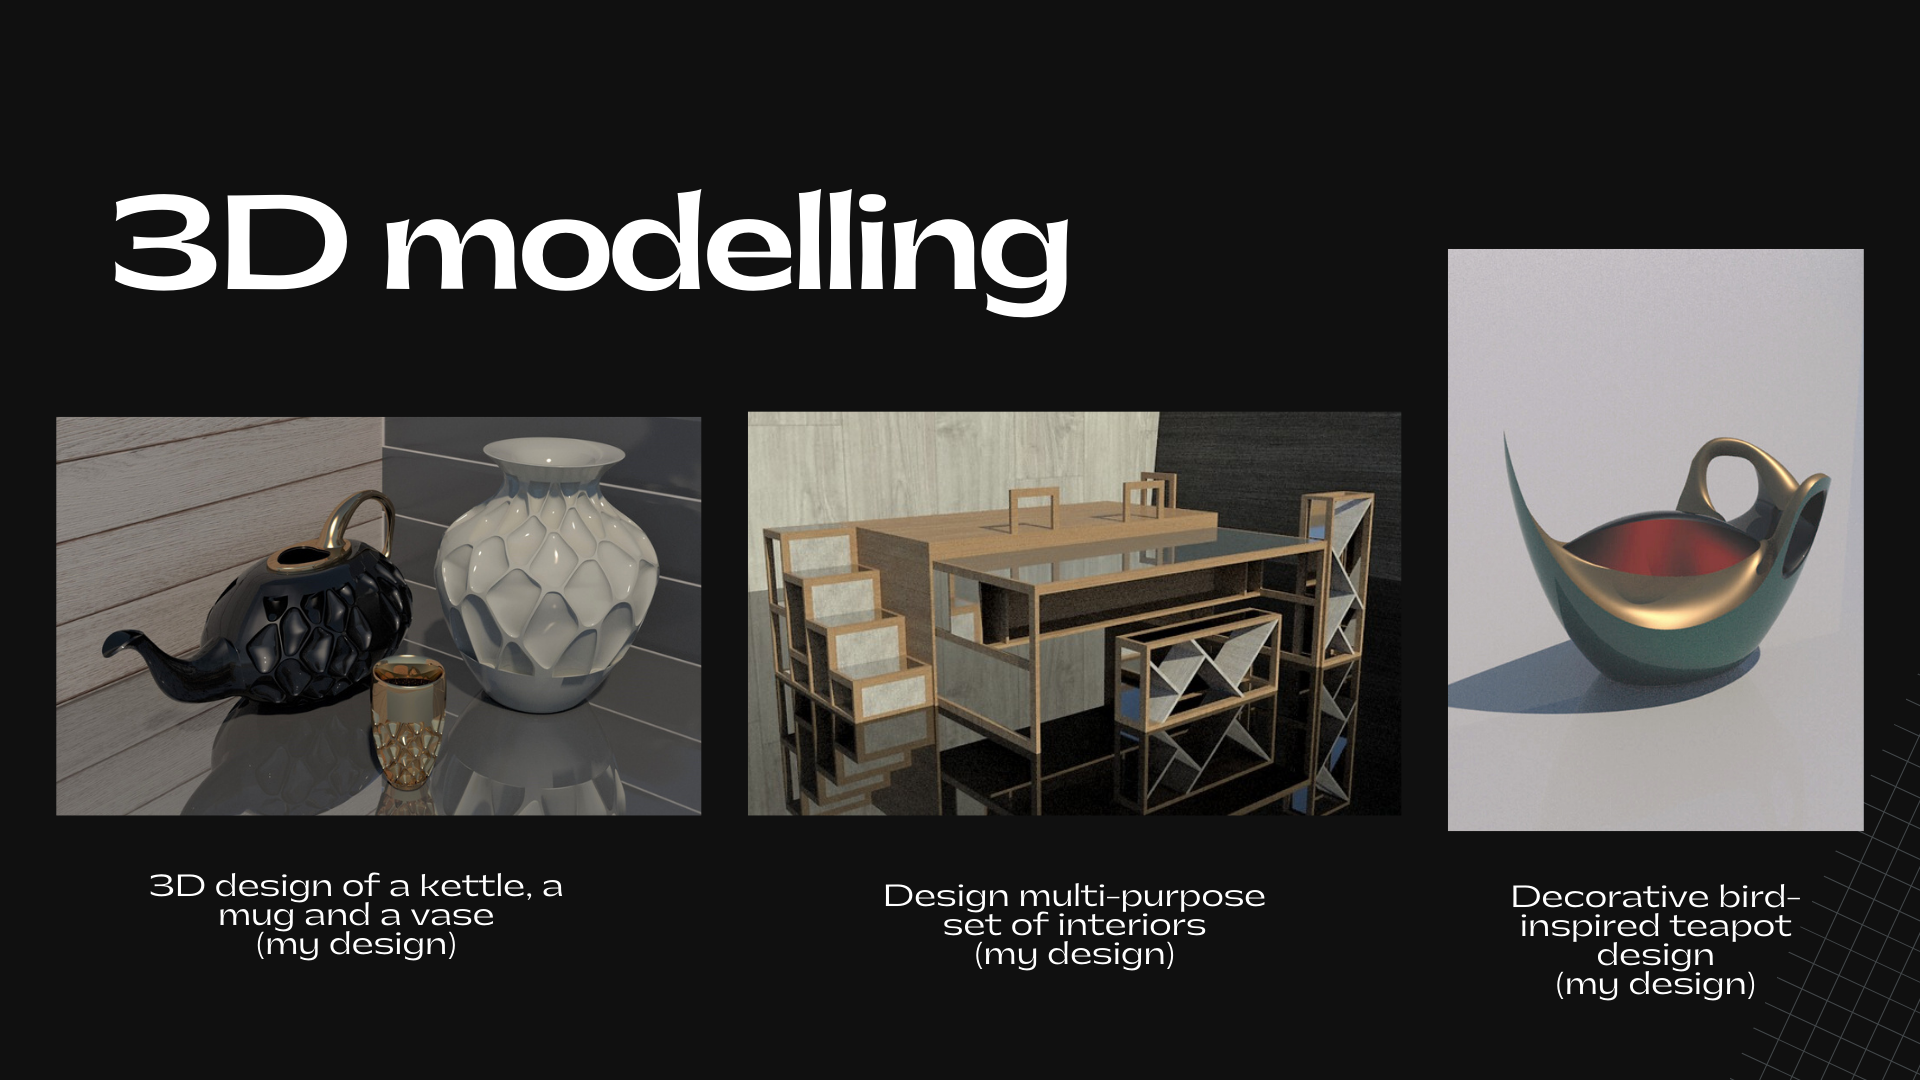 3D modelling
3D design of a kettle, a
mug and a vase
(my design)
Design multi-purpose
set of interiors
(my design)
Decorative bird-
inspired teapot
design
(my design)